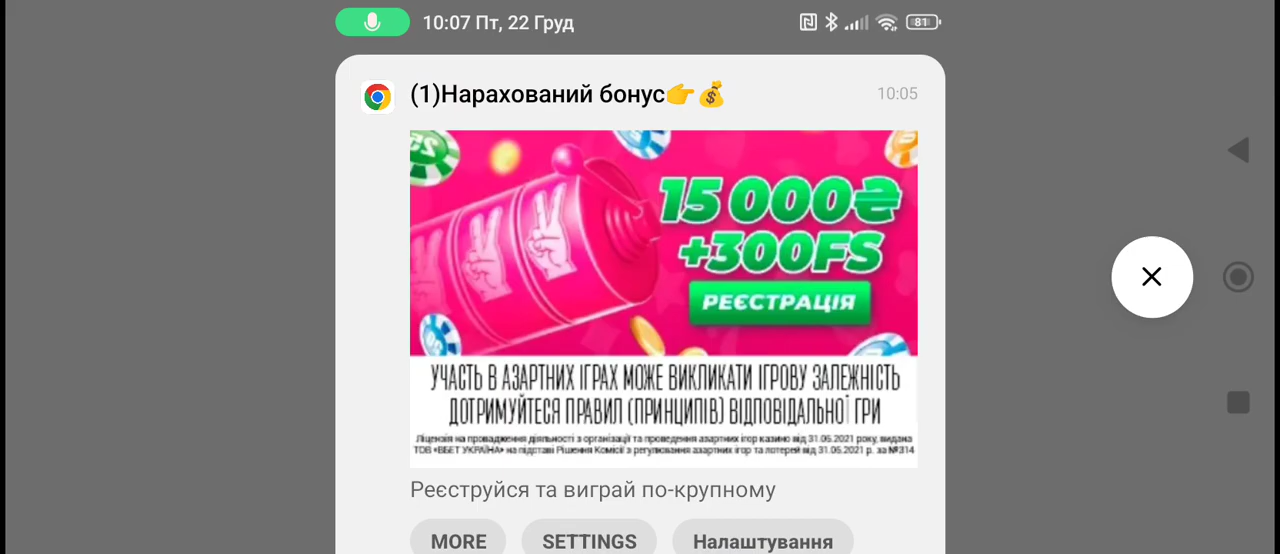 10:07 Пт, 22 Груд
81
(1)Нарахований бонус👉💰
10:05
15 000₴
+300FS
РЕЄСТРАЦІЯ
УЧАСТЬ В АЗАРТНИХ ІГРАХ МОЖЕ ВИКЛИКАТИ ІГРОВУ ЗАЛЕЖНІСТЬ
ДОТРИМУЙТЕСЯ ПРАВИЛ (ПРИНЦИПІВ) ВІДПОВІДАЛЬНОЇ ГРИ
Ліцензія на провадження діяльності з організації та проведення азартних ігор казино від 31.05.2021 року, видана
ТОВ «ВБЕТ УКРАЇНА» на підставі Рішення Комісії з регулювання азартних ігор та лотерей від 31.05.2021 р. за №314
Реєструйся та виграй по-крупному
MORE SETTINGS Налаштування